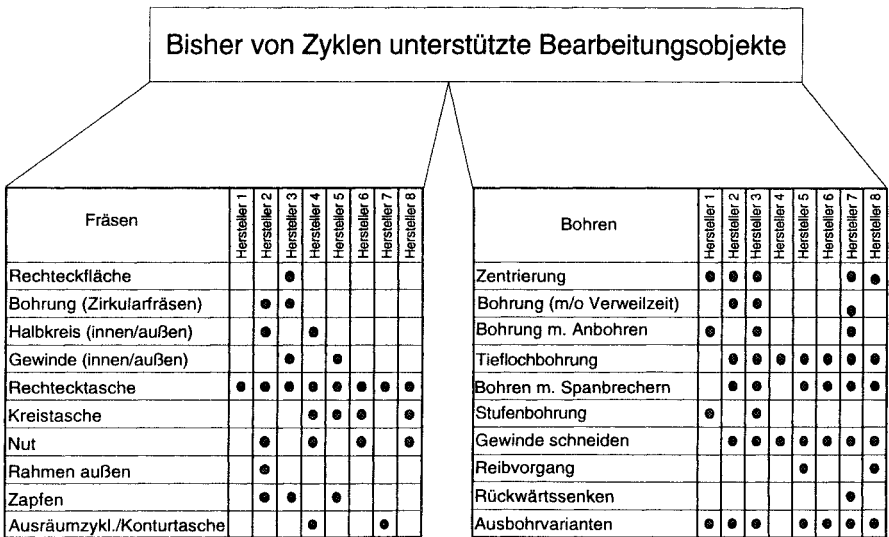 Bisher von Zyklen unterstützte Bearbeitungsobjekte
Fräsen
Hersteller 1
Hersteller 2
Hersteller 3
Hersteller 4
Hersteller 5
Hersteller 6
Hersteller 7
Hersteller 8
Rechteckfläche
Bohrung (Zirkularfräsen)
Halbkreis (innen/außen)
Gewinde (innen/außen)
Rechtecktasche
Kreistasche
Nut
Rahmen außen
Zapfen
Ausräumzykl./Konturtasche
Bohren
Hersteller 1
Hersteller 2
Hersteller 3
Hersteller 4
Hersteller 5
Hersteller 6
Hersteller 7
Hersteller 8
Zentrierung
Bohrung (m/o Verweilzeit)
Bohrung m. Anbohren
Tieflochbohrung
Bohren m. Spanbrechern
Stufenbohrung
Gewinde schneiden
Reibvorgang
Rückwärtssenken
Ausbohrvarianten